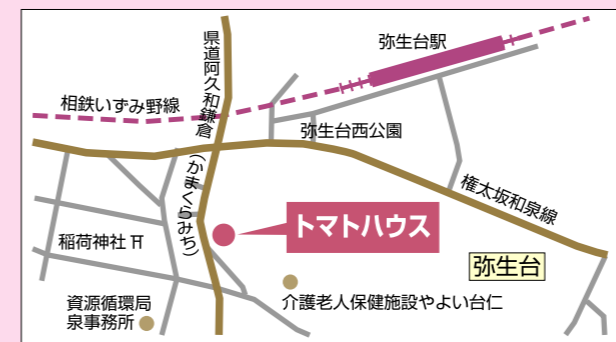 弥生台駅
県道阿久和鎌倉
(かまくらみち)
相鉄いずみ野線
弥生台西公園
権太坂和泉線
トマトハウス
稲荷神社
弥生台
介護老人保健施設やよい台仁
資源循環局
泉事務所